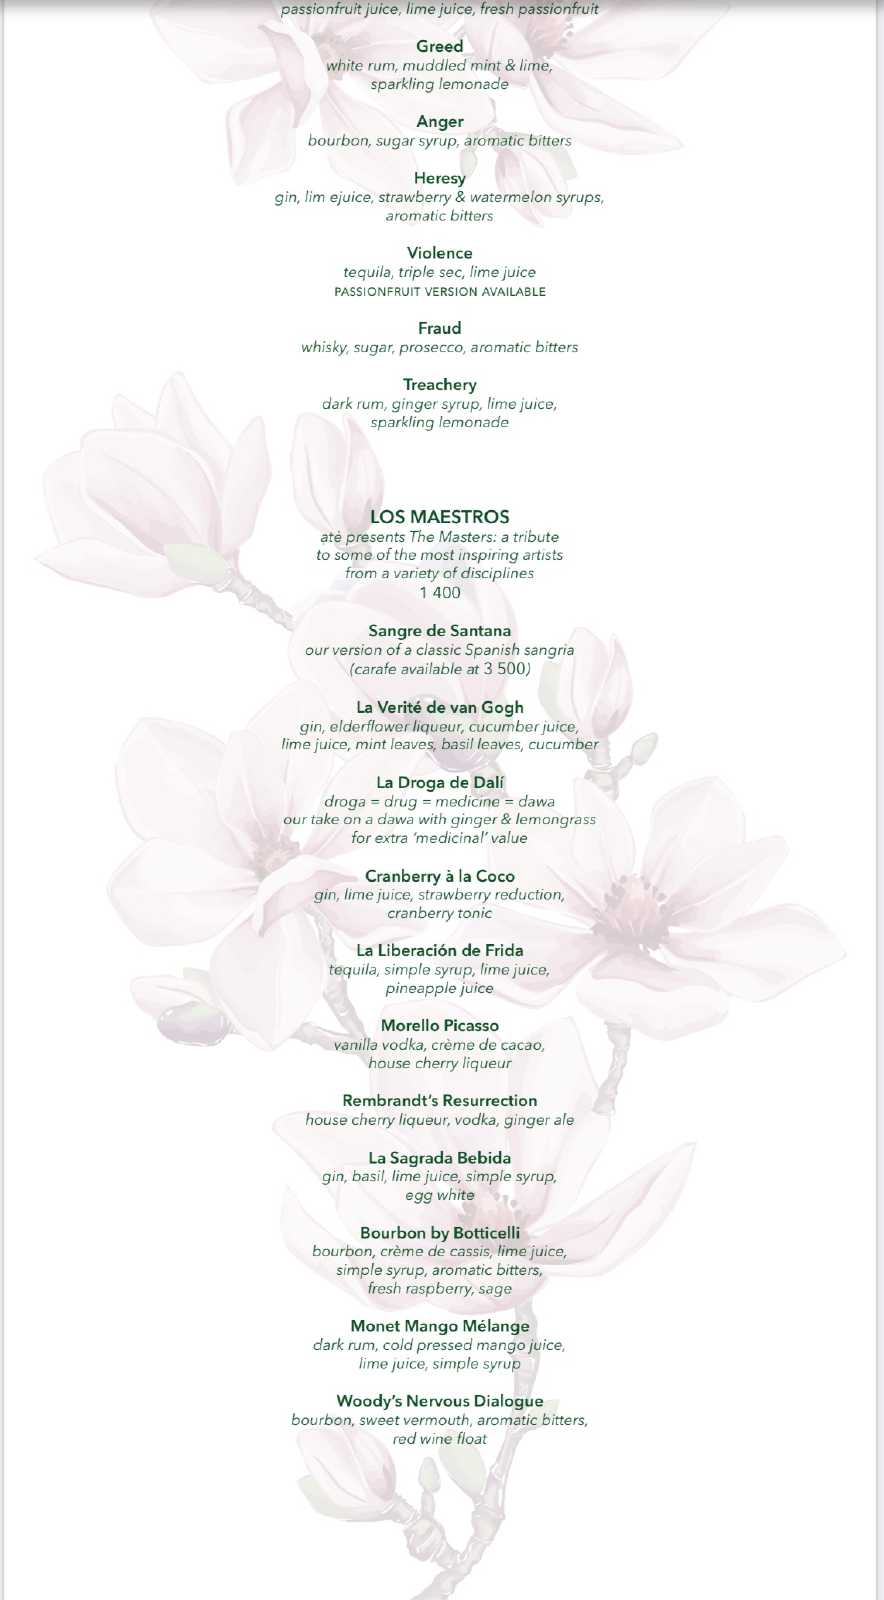 passionfruit juice, lime juice, fresh passionfruit
Greed
white rum, muddled mint & lime,
sparkling lemonade
Anger
bourbon, sugar syrup, aromatic bitters
Heresy
gin, lim ejuice, strawberry & watermelon syrups,
aromatic bitters
Violence
tequila, triple sec, lime juice
PASSIONFRUIT VERSION AVAILABLE
Fraud
whisky, sugar, prosecco, aromatic bitters
Treachery
dark rum, ginger syrup, lime juice,
sparkling lemonade
LOS MAESTROS
atè presents The Masters: a tribute
to some of the most inspiring artists
from a variety of disciplines
1 400
Sangre de Santana
our version of a classic Spanish sangria
(carafe available at 3 500)
La Verité de van Gogh
gin, elderflower liqueur, cucumber juice,
lime juice, mint leaves, basil leaves, cucumber
La Droga de Dalí
droga = drug = medicine = dawa
our take on a dawa with ginger & lemongrass
for extra ‘medicinal’ value
Cranberry à la Coco
gin, lime juice, strawberry reduction,
cranberry tonic
La Liberación de Frida
tequila, simple syrup, lime juice,
pineapple juice
Morello Picasso
vanilla vodka, crème de cacao,
house cherry liqueur
Rembrandt’s Resurrection
house cherry liqueur, vodka, ginger ale
La Sagrada Bebida
gin, basil, lime juice, simple syrup,
egg white
Bourbon by Botticelli
bourbon, crème de cassis, lime juice,
simple syrup, aromatic bitters,
fresh raspberry, sage
Monet Mango Mélange
dark rum, cold pressed mango juice,
lime juice, simple syrup
Woody’s Nervous Dialogue
bourbon, sweet vermouth, aromatic bitters,
red wine float